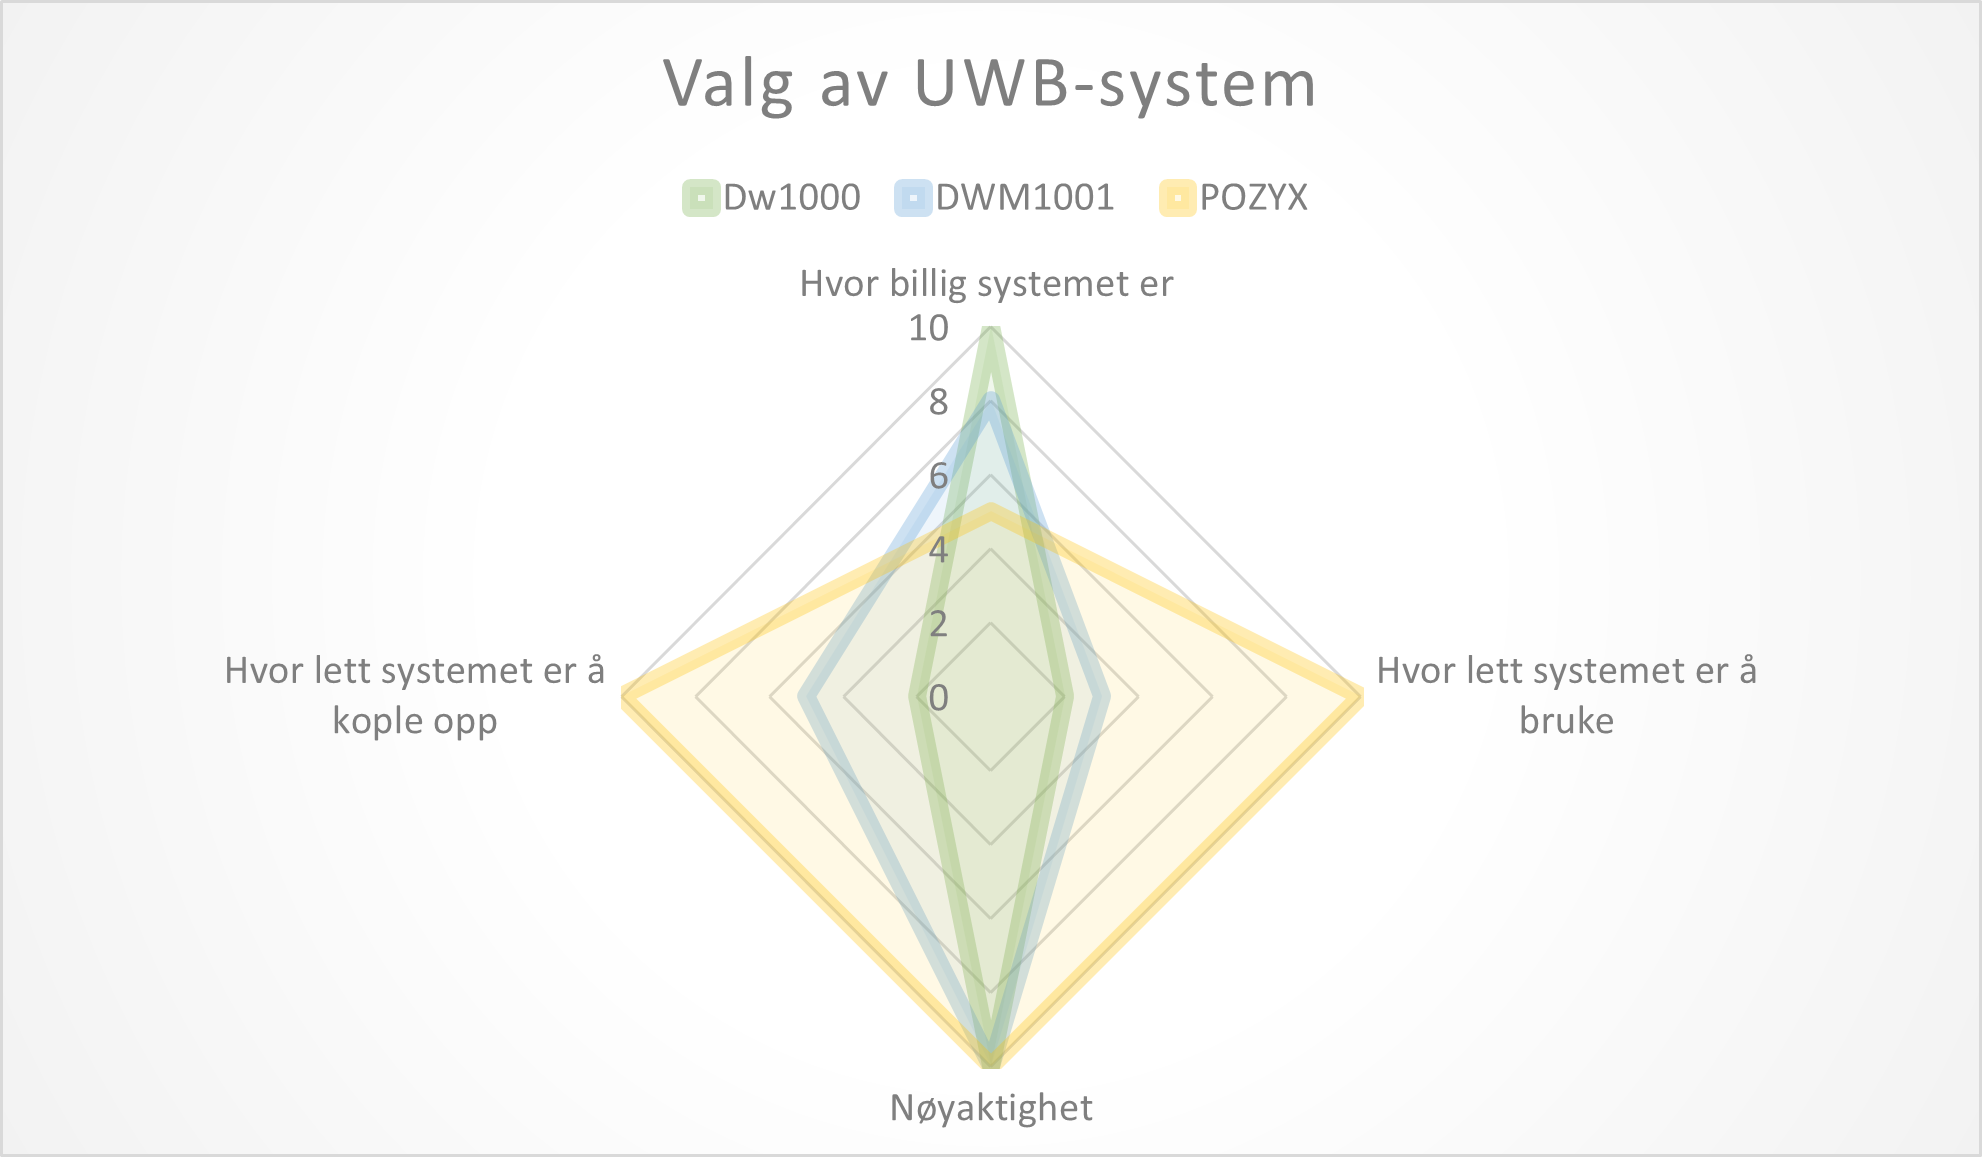 Valg av UWB-system
Dw1000 DWM1001 POZYX
Hvor billig systemet er
10
8
6
4
2
0
Hvor lett systemet er å
kople opp
Hvor lett systemet er å
bruke
Nøyaktighet